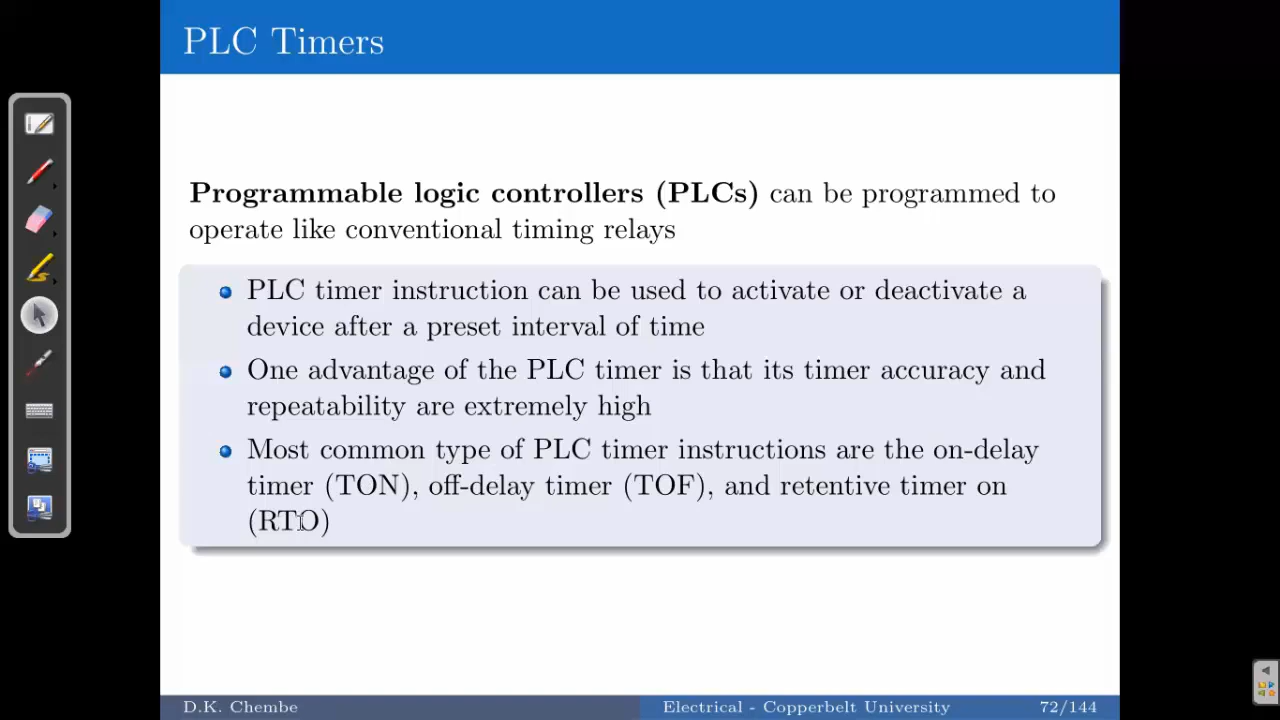 PLC Timers
Programmable logic controllers (PLCs) can be programmed to
operate like conventional timing relays
PLC timer instruction can be used to activate or deactivate a
device after a preset interval of time
One advantage of the PLC timer is that its timer accuracy and
repeatability are extremely high
Most common type of PLC timer instructions are the on-delay
timer (TON), off-delay timer (TOF), and retentive timer on
(RTO)
D.K. Chembe
Electrical - Copperbelt University
72/144